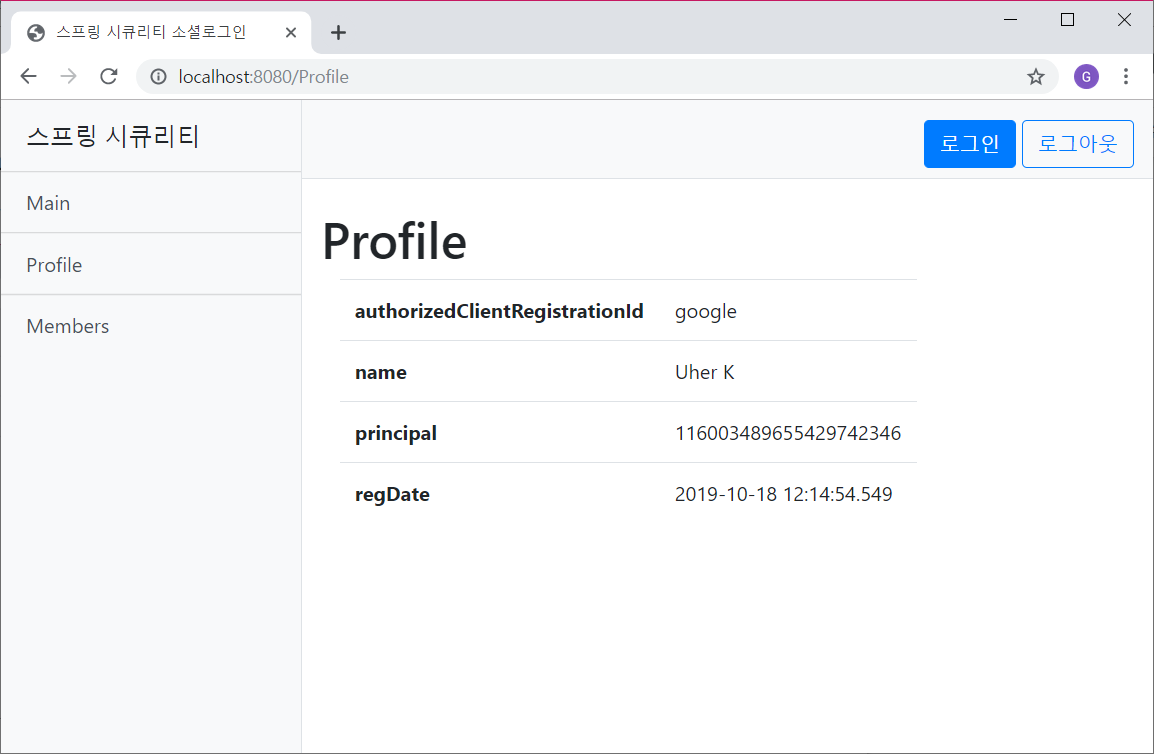 스프링 시큐리티 소셜로그인
localhost:8080/Profile
G
스프링 시큐리티
로그인 로그아웃
Main
Profile
Members
Profile
authorizedClientRegistrationId google
name Uher K
principal 116003489655429742346
regDate 2019-10-18 12:14:54.549